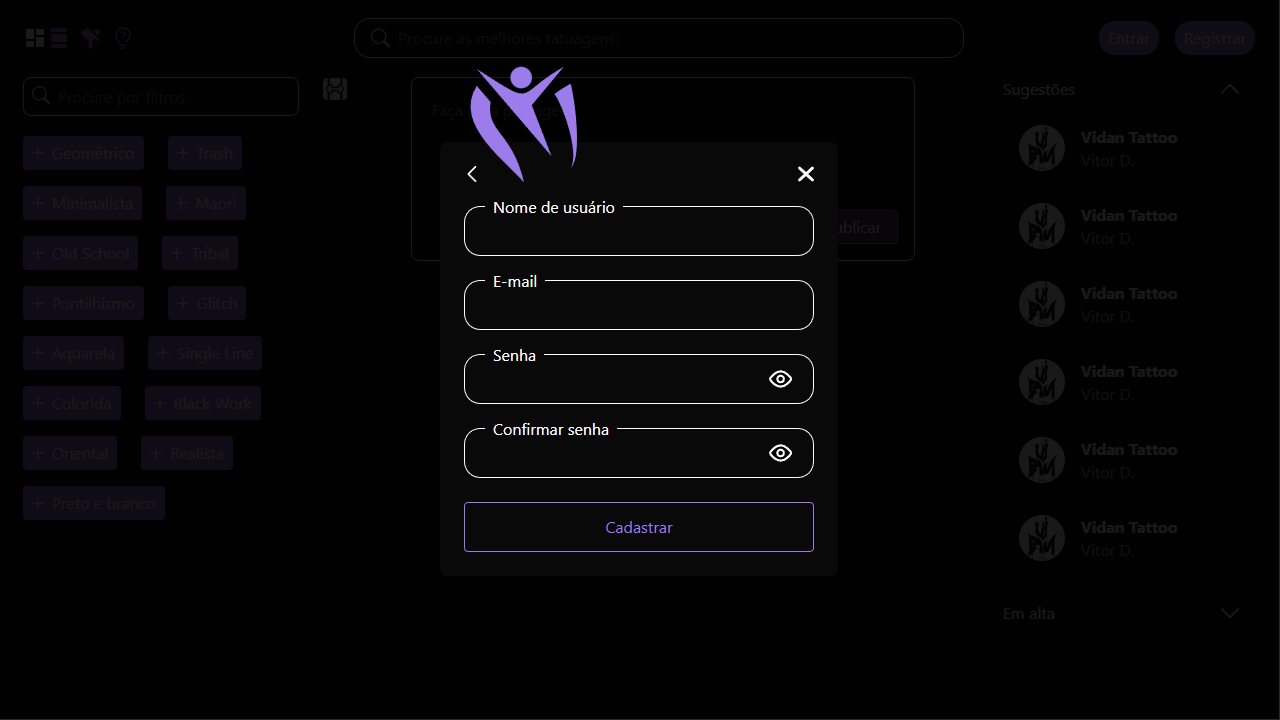 Procure as melhores tatuagens!
Entrar
Registrar
Procure por filtros
+ Geométrico
+ Trash
+ Minimalista
+ Maori
+ Old School
+ Tribal
+ Pontilhismo
+ Glitch
+ Aquarela
+ Single Line
+ Colorida
+ Black Work
+ Oriental
+ Realista
+ Preto e branco
Faça
Nome de usuário
E-mail
Senha
Confirmar senha
Cadastrar
Sugestões
Vidan Tattoo
Vitor D.
Vidan Tattoo
Vitor D.
Vidan Tattoo
Vitor D.
Vidan Tattoo
Vitor D.
Vidan Tattoo
Vitor D.
Vidan Tattoo
Vitor D.
Em alta